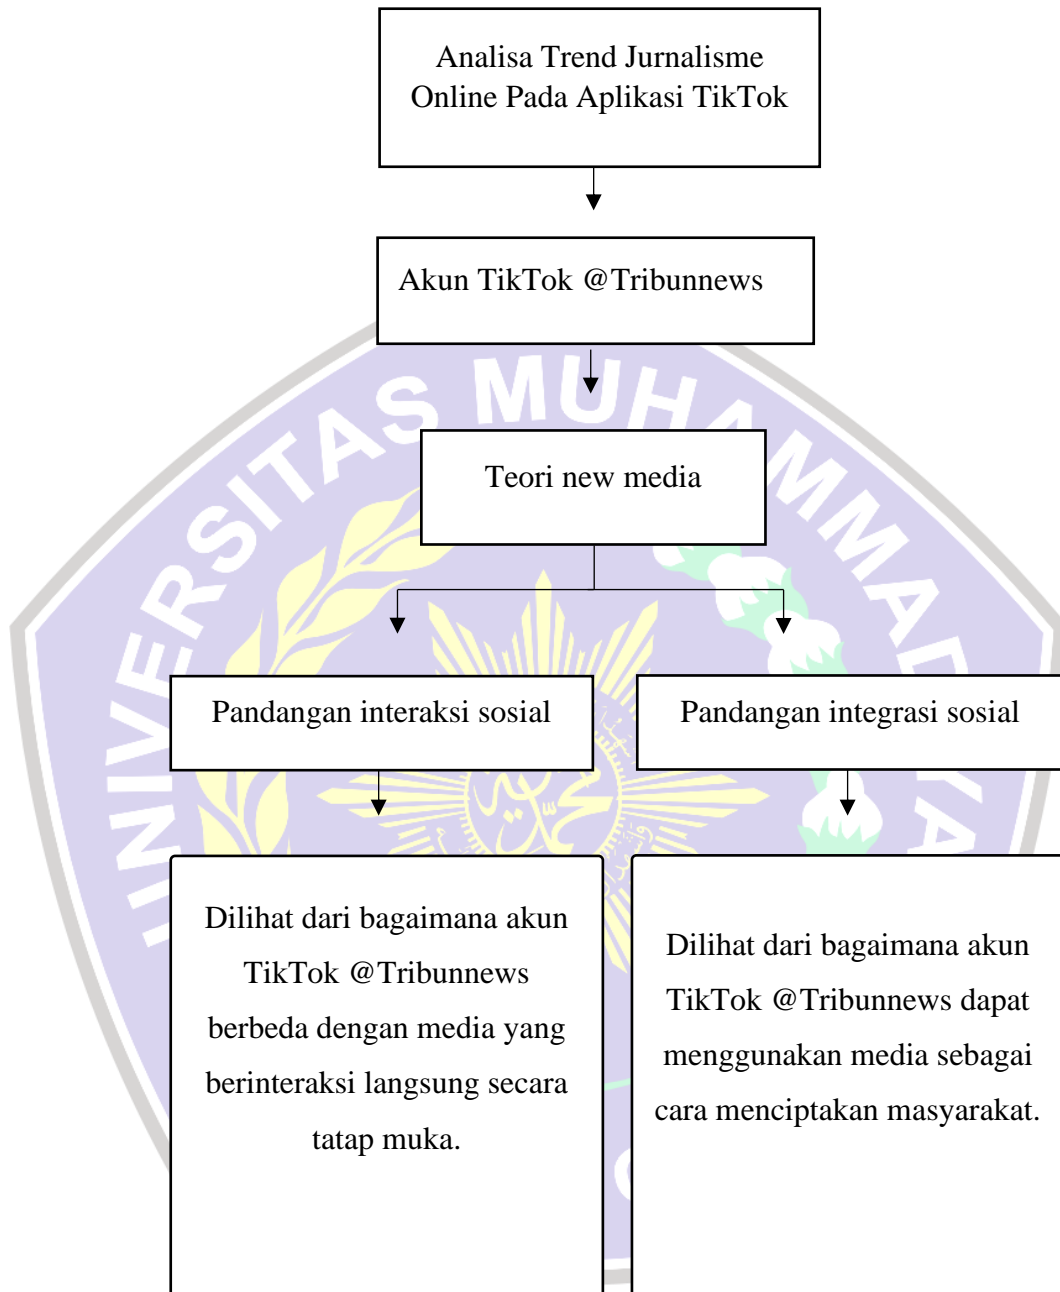 Analisa Trend Jurnalisme
Online Pada Aplikasi TikTok
Akun TikTok @Tribunnews
UNIVERSITAS MUHAMMADIYA
Teori new media
Pandangan interaksi sosial
Pandangan integrasi sosial
Dilihat dari bagaimana akun
TikTok @Tribunnews
berbeda dengan media yang
berinteraksi langsung secara
tatap muka.
Dilihat dari bagaimana akun
TikTok @Tribunnews dapat
menggunakan media sebagai
cara menciptakan masyarakat.